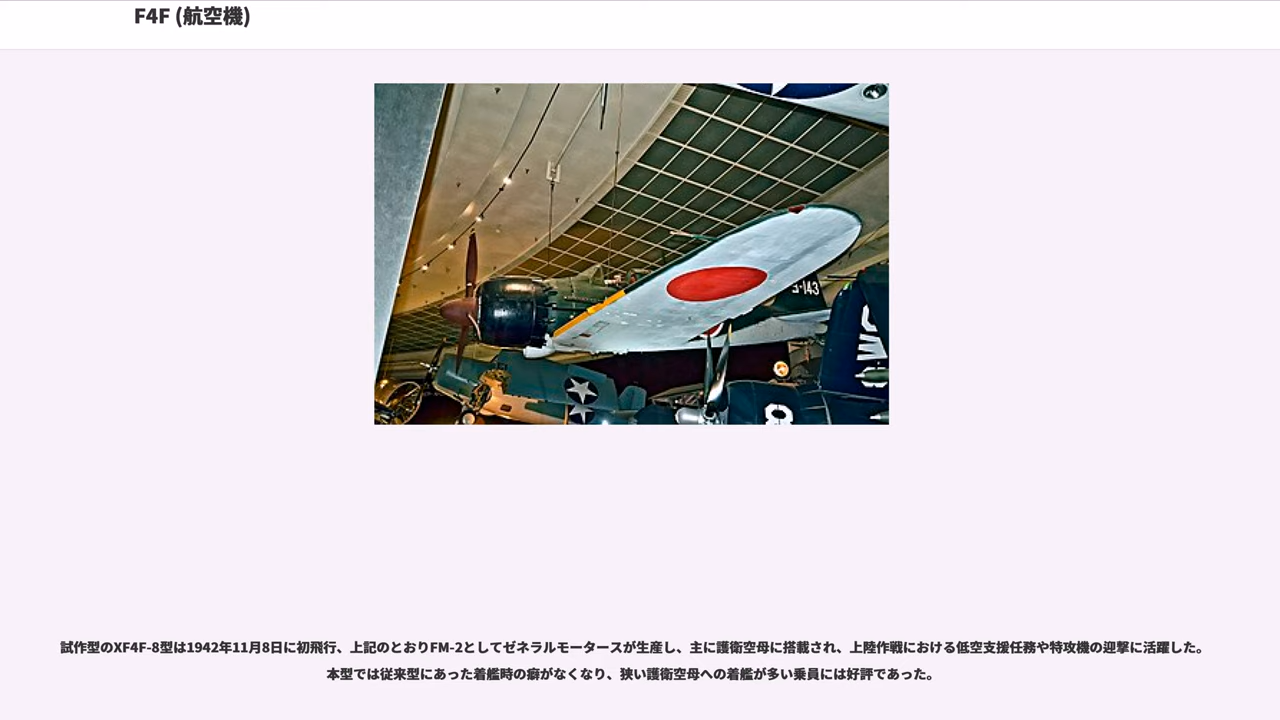 F4F (航空機)
3-143
8
試作型のXF4F-8型は1942年11月8日に初飛行、上記のとおりFM-2としてゼネラルモータースが生産し、主に護衛空母に搭載され、上陸作戦における低空支援任務や特攻機の迎撃に活躍した。
本型では従来型にあった着艦時の癖がなくなり、狭い護衛空母への着艦が多い乗員には好評であった。